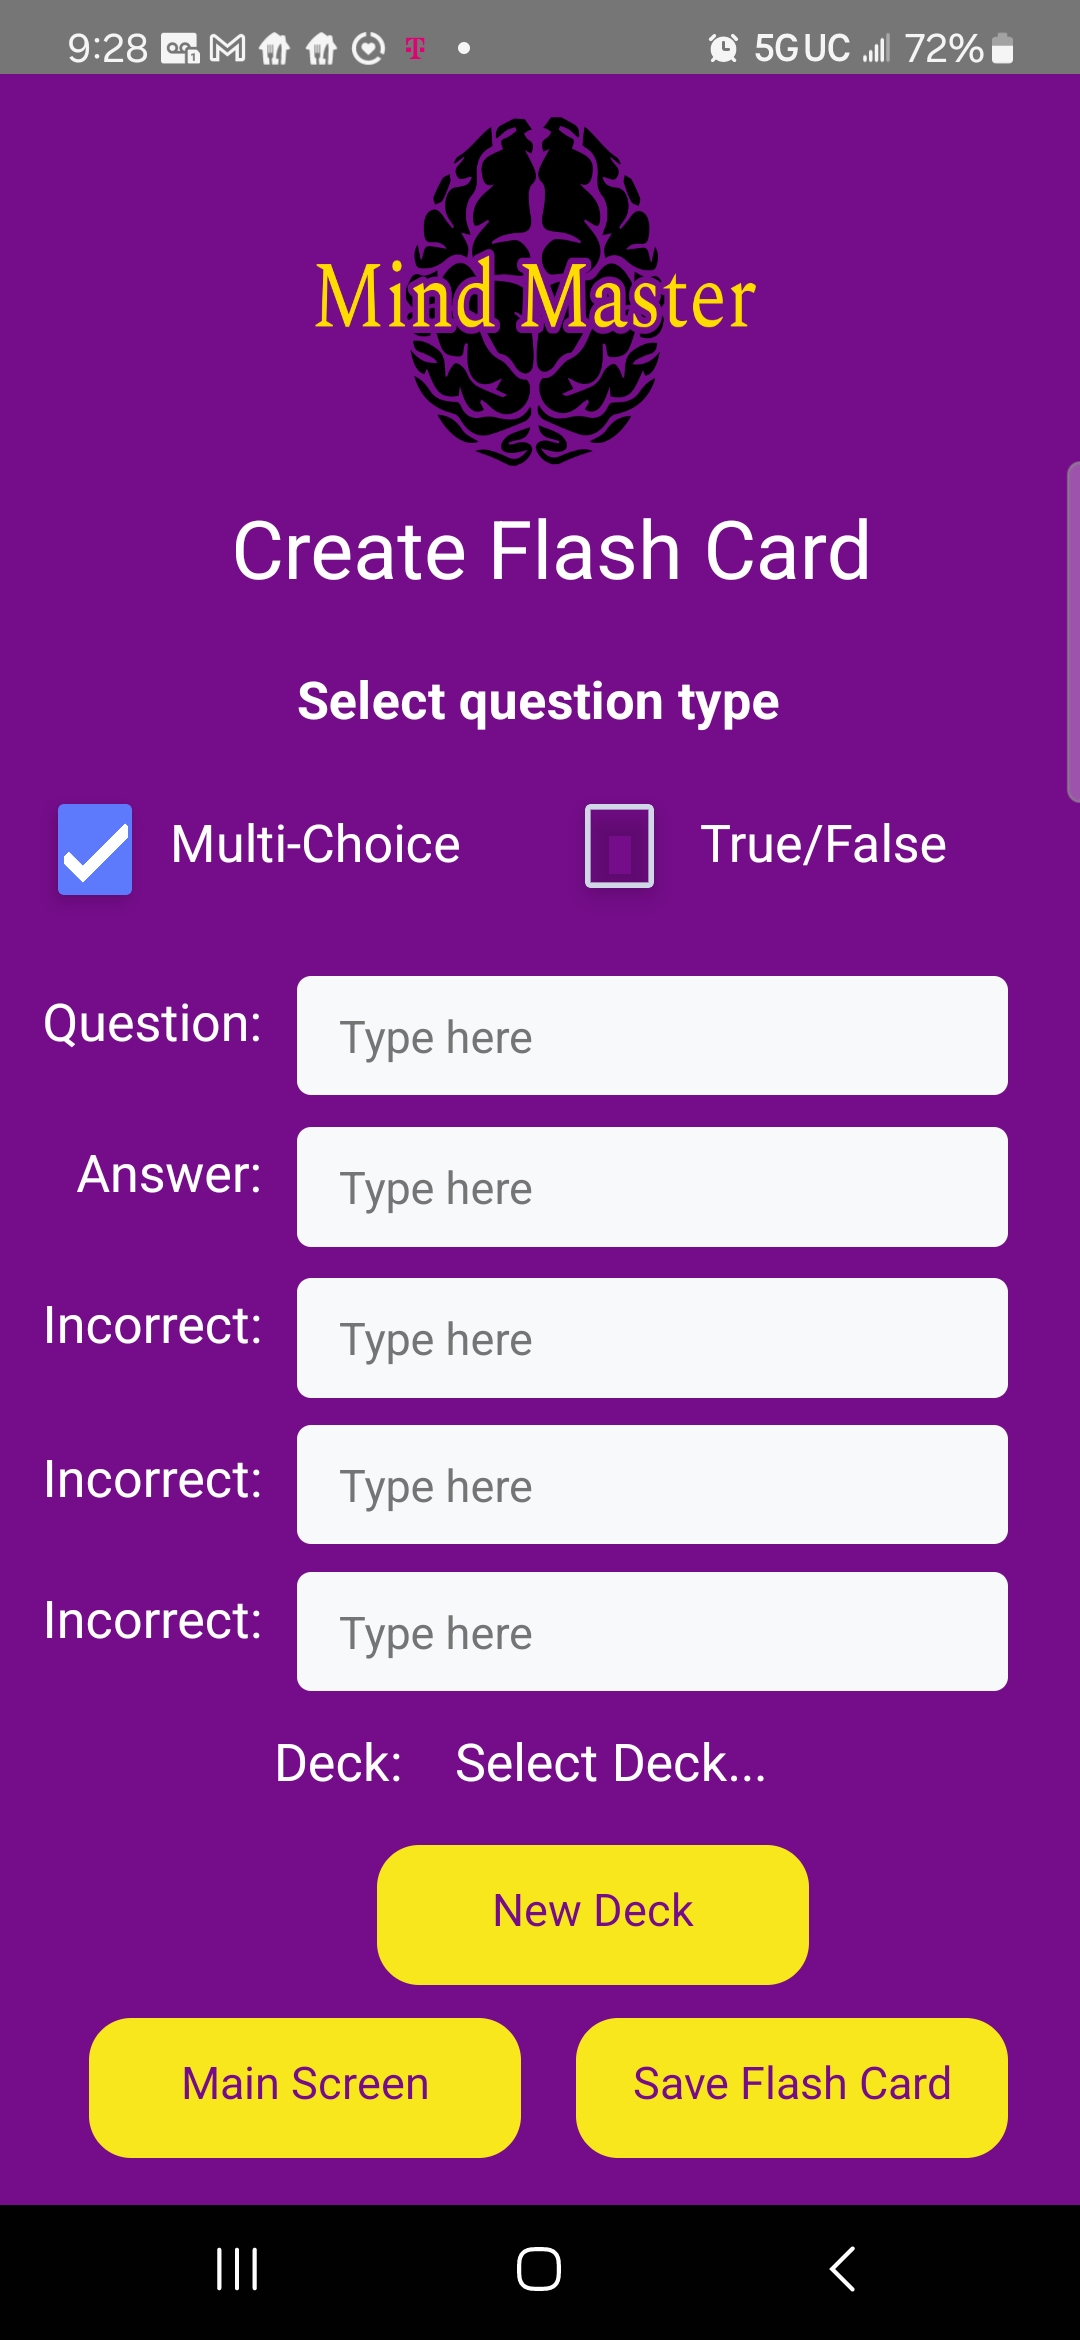 9:28 5G UC 72%
Mind Master
Create Flash Card
Select question type
Multi-Choice True/False
Question: Type here
Answer: Type here
Incorrect: Type here
Incorrect: Type here
Incorrect: Type here
Deck: Select Deck...
New Deck
Main Screen Save Flash Card